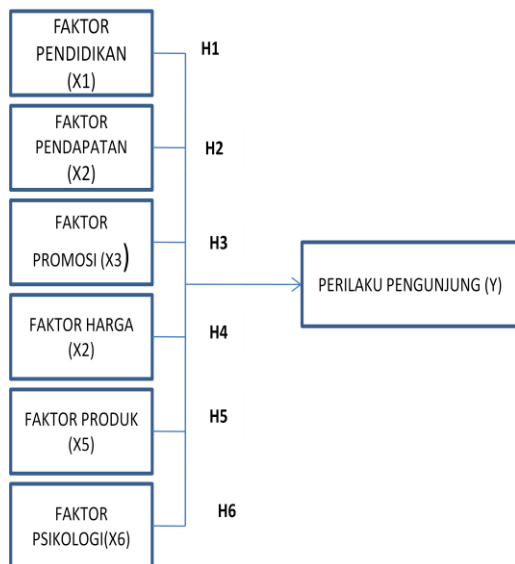 FAKTOR
PENDIDIKAN
(X1)
H1
FAKTOR
PENDAPATAN
(X2)
H2
FAKTOR
PROMOSI (X3)
H3
PERILAKU PENGUNJUNG (Y)
FAKTOR HARGA
(X2)
H4
FAKTOR PRODUK
(X5)
H5
FAKTOR
PSIKOLOGI(X6)
H6